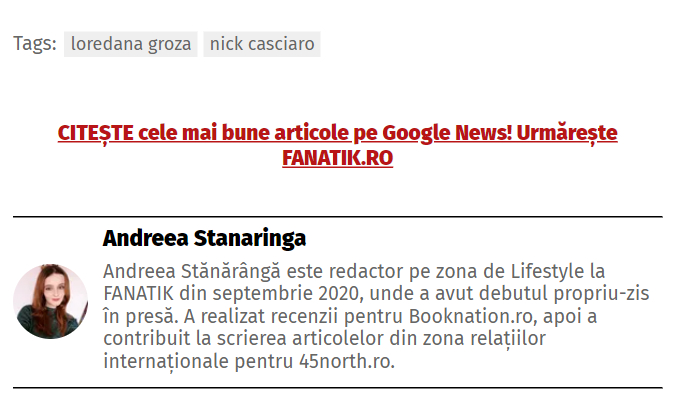 Tags: loredana groza nick casciaro
CITEȘTE cele mai bune articole pe Google News! Urmărește
FANATIK.RO
Andreea Stanaringa
Andreea Stănărângă este redactor pe zona de Lifestyle la
FANATIK din septembrie 2020, unde a avut debutul propriu-zis
în presă. A realizat recenzii pentru Booknation.ro, apoi a
contribuit la scrierea articolelor din zona relațiilor
internaționale pentru 45north.ro.